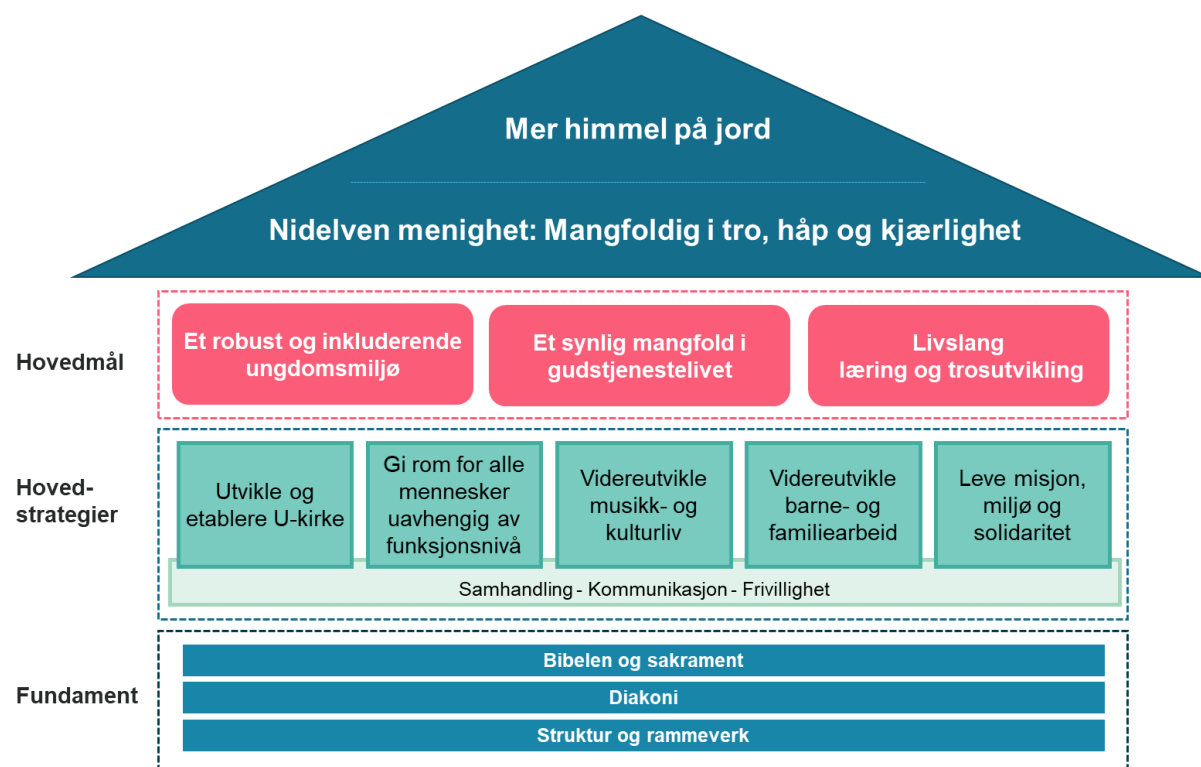 Mer himmel på jord
Nidelven menighet: Mangfoldig i tro, håp og kjærlighet
Hovedmål
Et robust og inkluderende
ungdomsmiljø
Et synlig mangfold i
gudstjenestelivet
Livslang
læring og trosutvikling
Hoved-
strategier
Utvikle og
etablere U-kirke
Gi rom for alle
mennesker
uavhengig av
funksjonsnivå
Videreutvikle
musikk- og
kulturliv
Videreutvikle
barne- og
familiearbeid
Leve misjon,
miljø og
solidaritet
Samhandling - Kommunikasjon - Frivillighet
Fundament
Bibelen og sakrament
Diakoni
Struktur og rammeverk